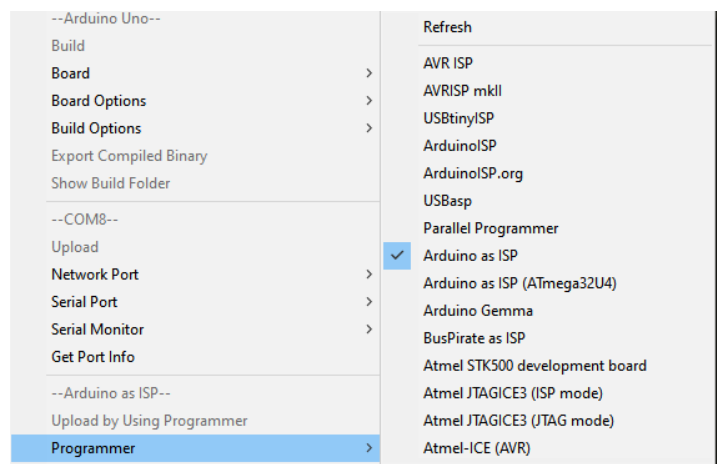 --Arduino Uno--
Build
Board
Board Options
Build Options
Export Compiled Binary
Show Build Folder
--COM8--
Upload
Network Port
Serial Port
Serial Monitor
Get Port Info
--Arduino as ISP--
Upload by Using Programmer
Programmer
Refresh
AVR ISP
AVRISP mkII
USBtinyISP
ArduinoISP
ArduinoISP.org
USBasp
Parallel Programmer
Arduino as ISP
Arduino as ISP (ATmega32U4)
Arduino Gemma
BusPirate as ISP
Atmel STK500 development board
Atmel JTAGICE3 (ISP mode)
Atmel JTAGICE3 (JTAG mode)
Atmel-ICE (AVR)